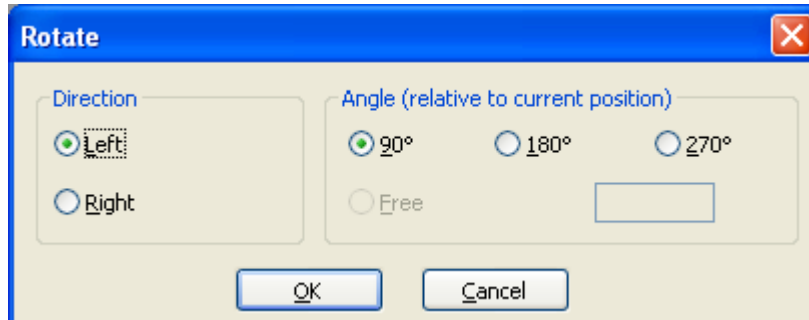 Rotate
Direction
Left
Right
Angle (relative to current position)
90° 180° 270°
Free
OK Cancel